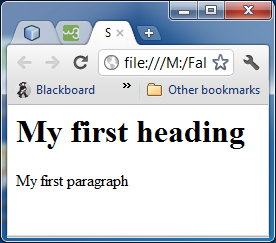 S
file:///M:/Fal
Blackboard » Other bookmarks
My first heading
My first paragraph